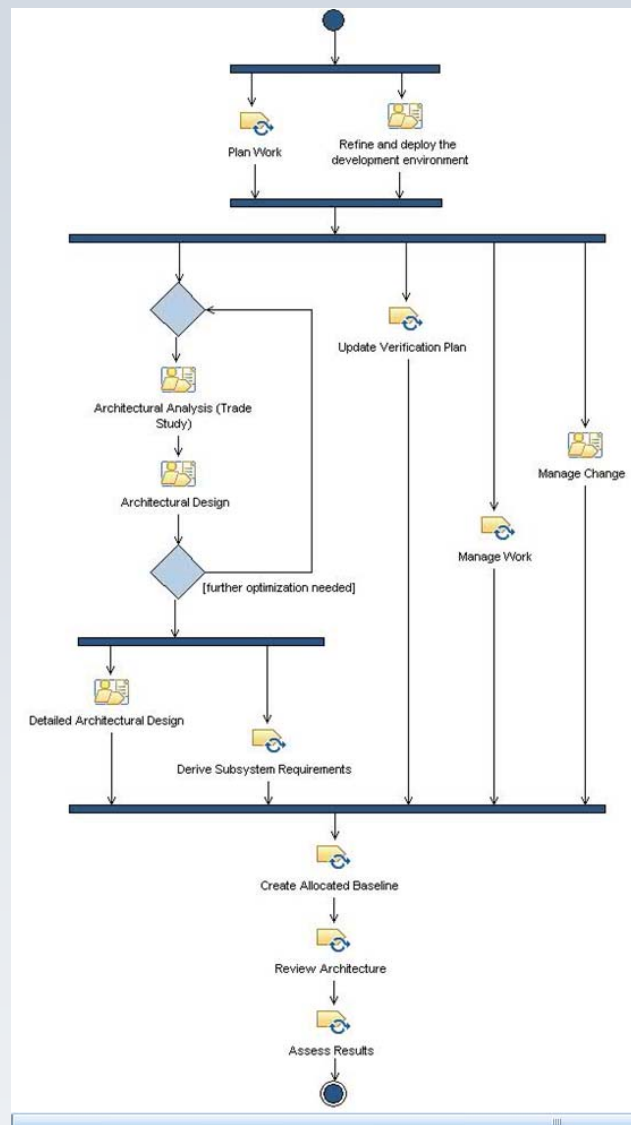 Plan Work
Refine and deploy the
development environment
Update Verification Plan
Architectural Analysis (Trade
Study)
Manage Change
Architectural Design
Manage Work
[further optimization needed]
Detailed Architectural Design
Derive Subsystem Requirements
Create Allocated Baseline
Review Architecture
Assess Results